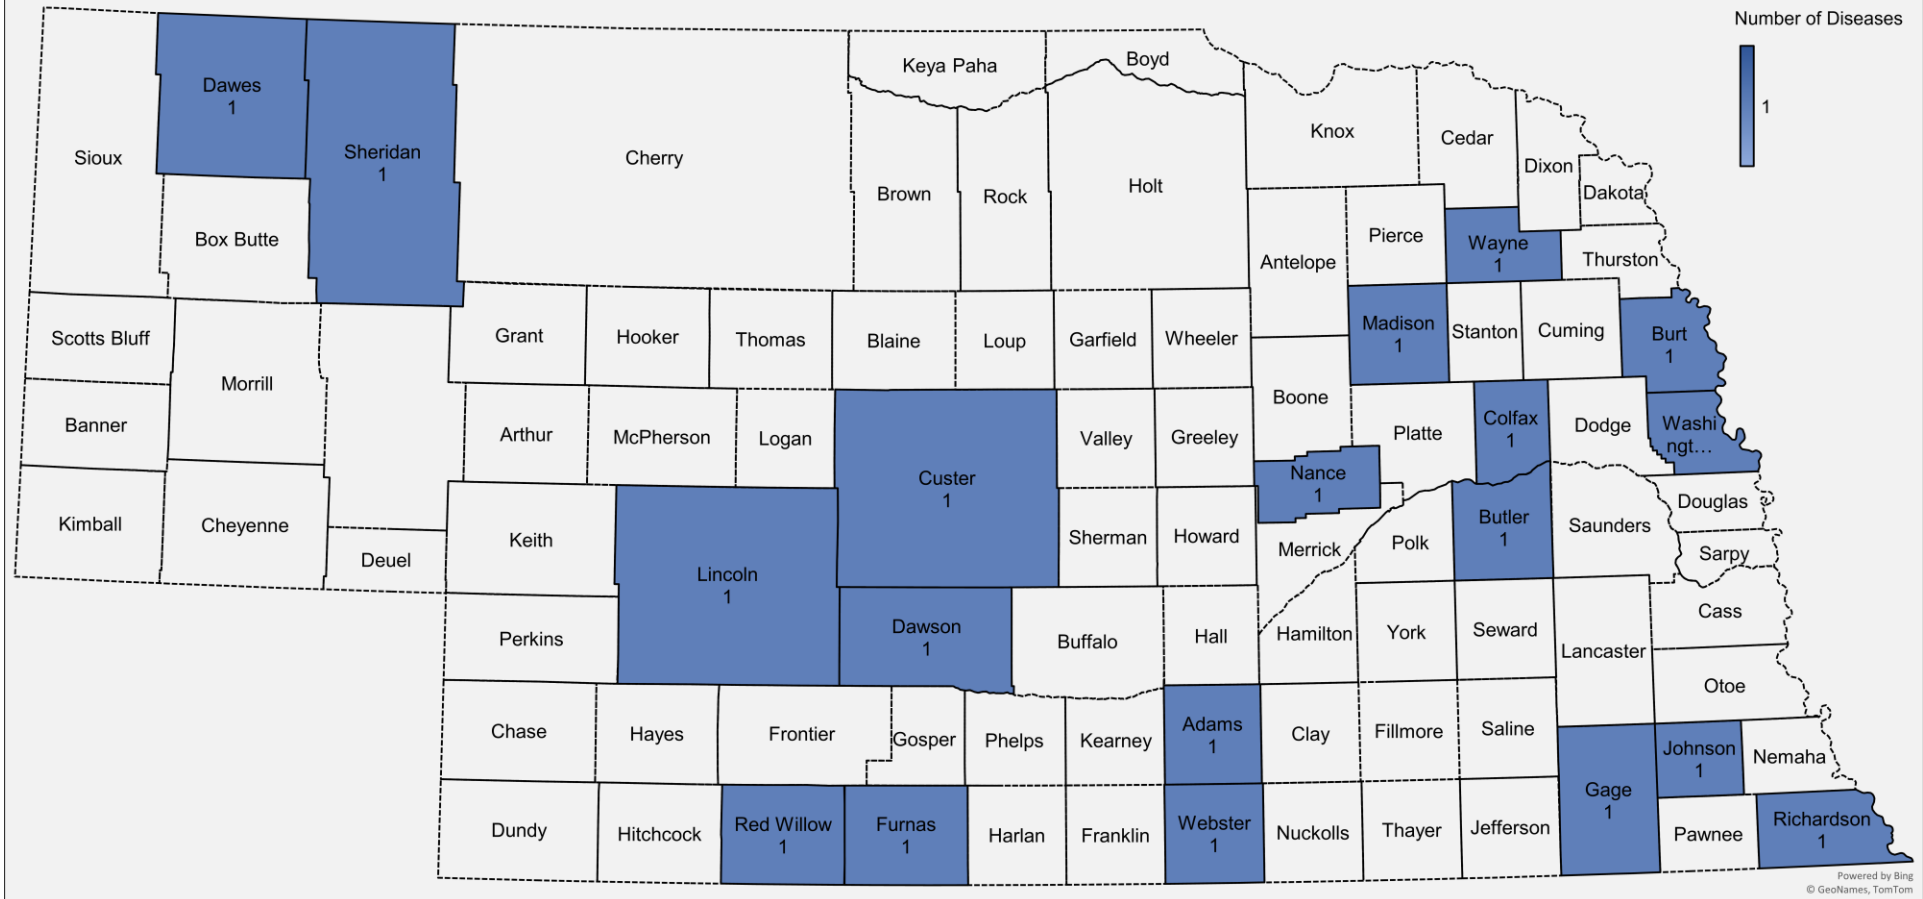 Number of Diseases
1
Keya Paha
Boyd
Dawes
1
Sheridan
1
Sioux
Cherry
Knox
Cedar
Dixon
Dakota
Brown
Rock
Holt
Box Butte
Pierce
Wayne
1
Antelope
Thurston
Scotts Bluff
Grant
Hooker
Thomas
Blaine
Loup
Garfield
Wheeler
Madison
1
Stanton
Cuming
Burt
1
Morrill
Banner
Arthur
McPherson
Logan
Custer
1
Valley
Greeley
Boone
Platte
Colfax
1
Dodge
Washi
ngt...
Nance
1
Douglas
Kimball
Cheyenne
Deuel
Keith
Lincoln
1
Sherman
Howard
Merrick
Polk
Butler
1
Saunders
Sarpy
Perkins
Dawson
1
Buffalo
Hall
Hamilton
York
Seward
Lancaster
Cass
Otoe
Chase
Hayes
Frontier
Gosper
Phelps
Kearney
Adams
1
Clay
Fillmore
Saline
Johnson
1
Nemaha
Dundy
Hitchcock
Red Willow
1
Furnas
1
Harlan
Franklin
Webster
1
Nuckolls
Thayer
Jefferson
Gage
1
Pawnee
Richardson
1
Powered by Bing
© GeoNames, TomTom